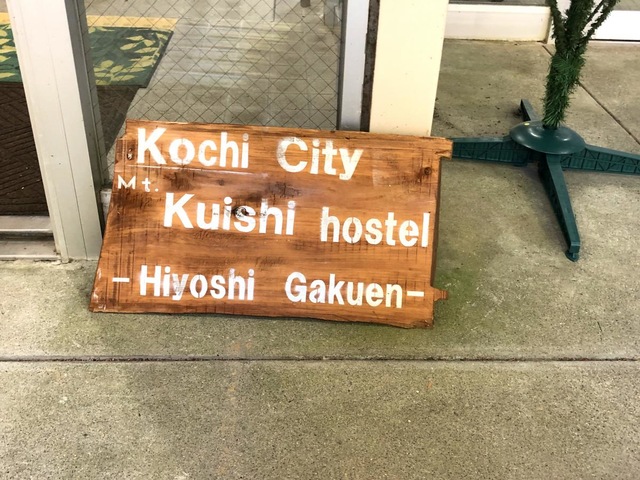 Kochi City
Mt.
Kuishi hostel
-Hiyoshi Gakuen-